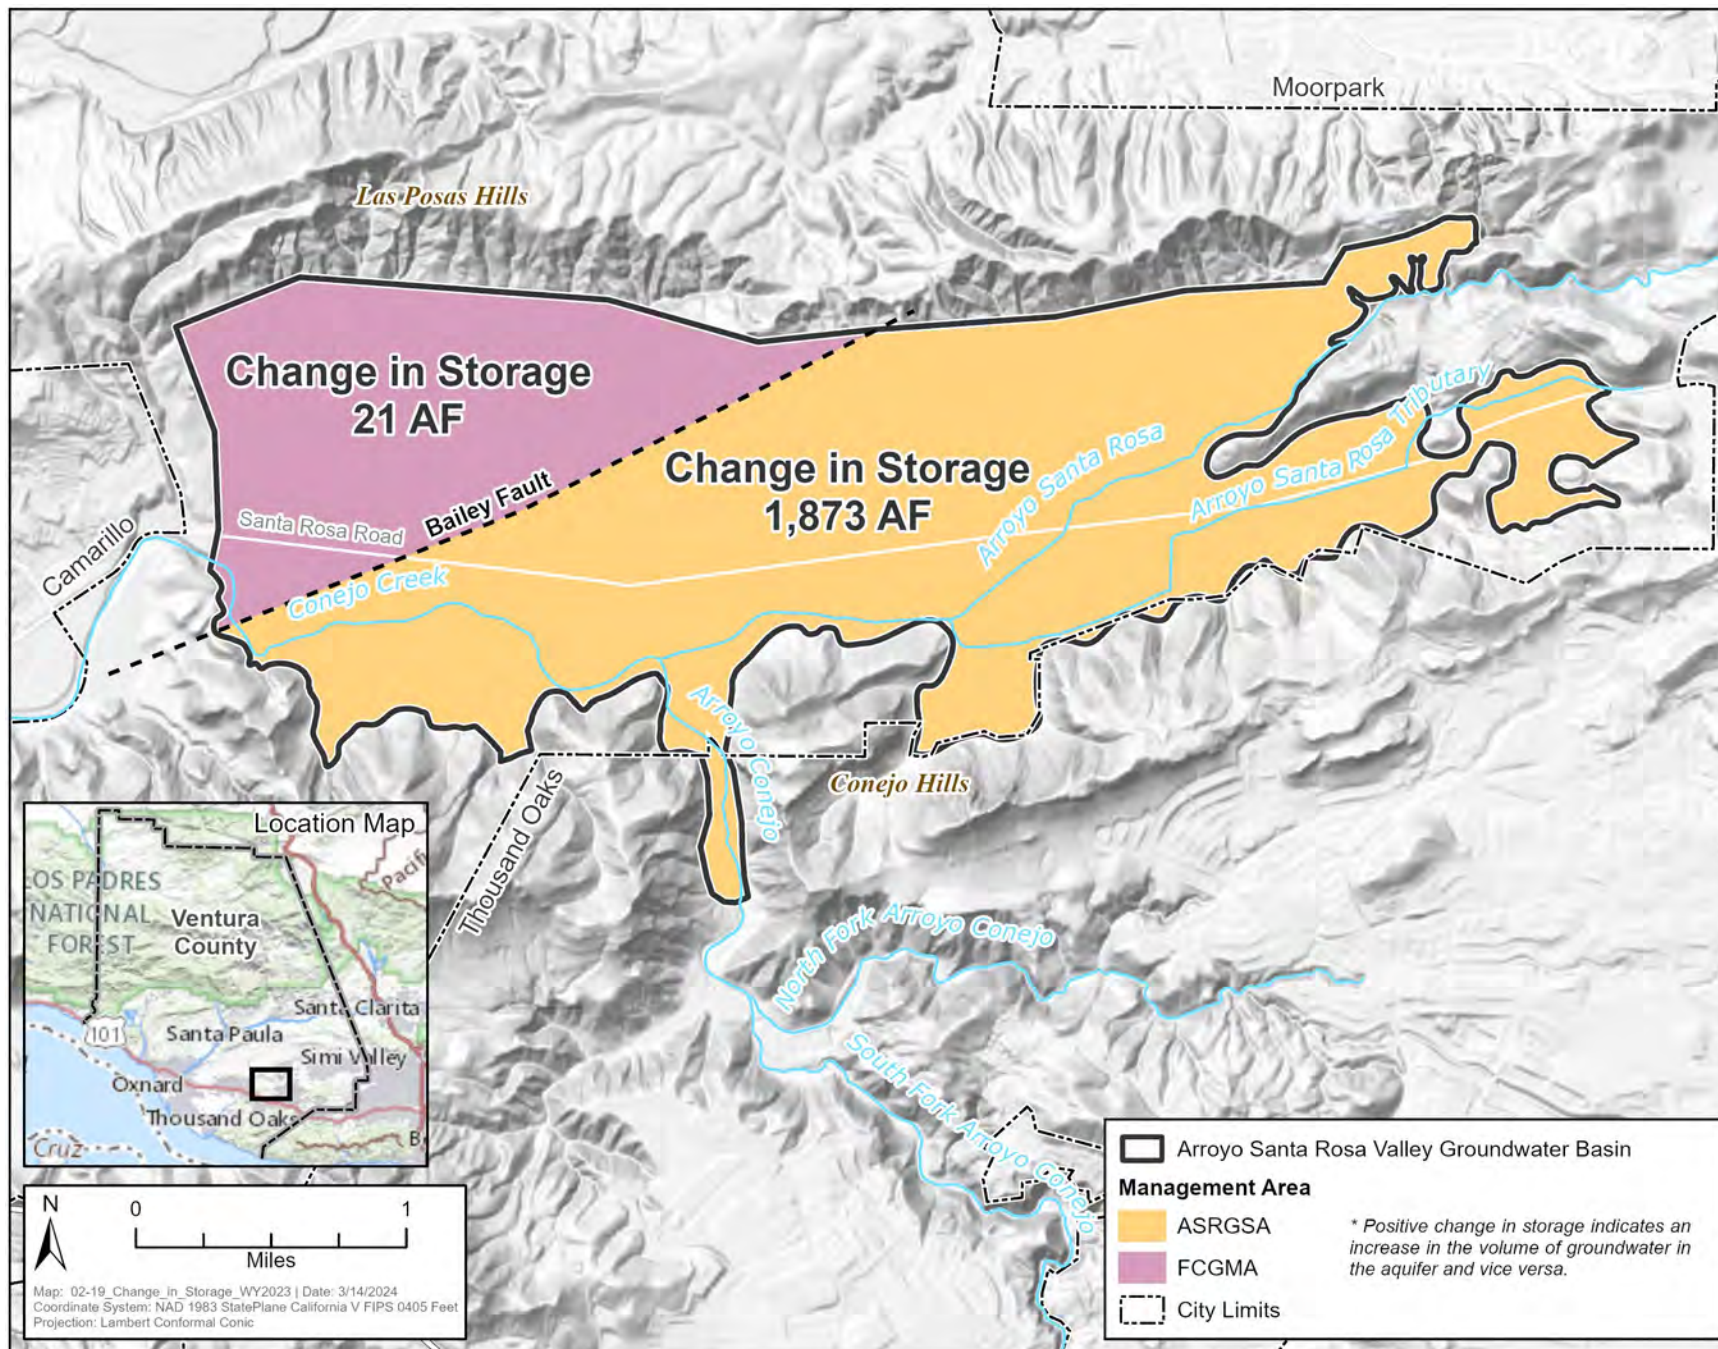 Moorpark
Las Posas Hills
Change in Storage
21 AF
Change in Storage
1,873 AF
Bailey Fault
Santa Rosa Road
Conejo Creek
Camarillo
Arroyo Santa Rosa
Arroyo Santa Rosa Tributary
Arroyo Conejo
Conejo Hills
Thousand Oaks
North Fork Arroyo Conejo
South Fork Arroyo Conejo
Location Map
Pacifi
LOS PADRES
NATIONAL
FOREST
Ventura
County
Santa Clarita
101
Santa Paula
Simi Valley
Oxnard
Thousand Oaks
B
Cruz
N
0 1
Miles
Map: 02-19_Change_in_Storage_WY2023 | Date: 3/14/2024
Coordinate System: NAD 1983 StatePlane California V FIPS 0405 Feet
Projection: Lambert Conformal Conic
Arroyo Santa Rosa Valley Groundwater Basin
Management Area
ASRGSA
FCGMA
City Limits
* Positive change in storage indicates an
increase in the volume of groundwater in
the aquifer and vice versa.